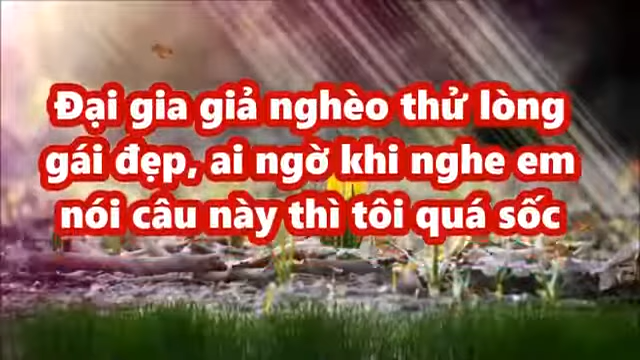 Đại gia giả nghèo thử lòng
gái đẹp, ai ngờ khi nghe em
nói câu này thì tôi quá sốc